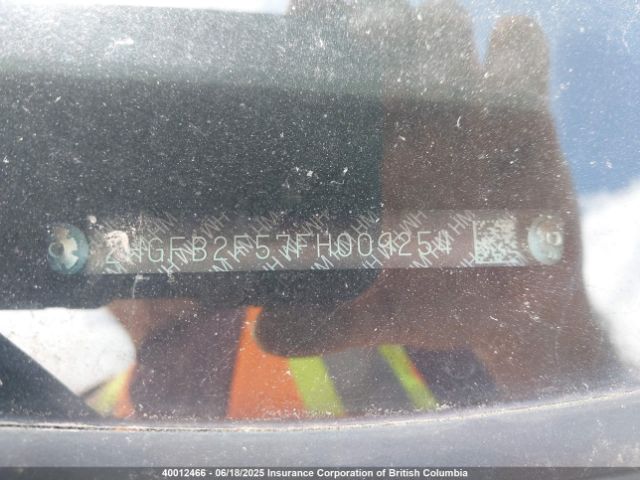 2HGFB2F57FH009254
40012466 - 06/18/2025 Insurance Corporation of British Columbia